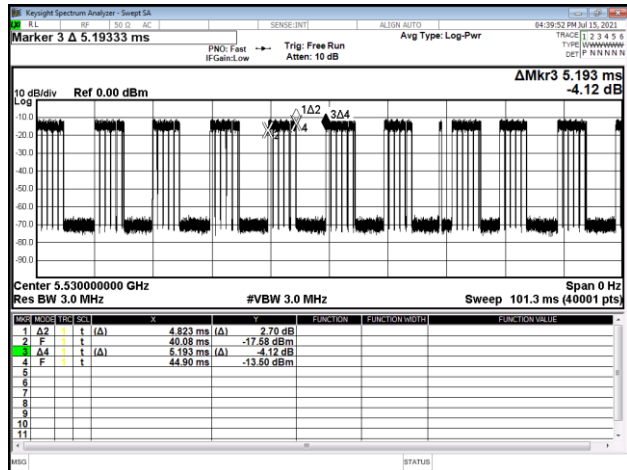 Keysight Spectrum Analyzer - Swept SA
RL RF 50 Ω AC SENSE:INT ALIGN AUTO 04:39:52 PM Jul 15, 2021
Marker 3 Δ 5.19333 ms PNO: Fast Trig: Free Run Avg Type: Log-Pwr TRACE 1 2 3 4 5 6
TYPE WWWWWW
IFGain:Low Atten: 10 dB DET P NNNNN
ΔMkr3 5.193 ms
10 dB/div Ref 0.00 dBm -4.12 dB
Log
-10.0
1Δ2
3Δ4
4
2
-20.0
-30.0
-40.0
-50.0
-60.0
-70.0
-80.0
-90.0
Center 5.530000000 GHz Span 0 Hz
Res BW 3.0 MHz #VBW 3.0 MHz Sweep 101.3 ms (40001 pts)
MKR MODE TRC SCL X Y FUNCTION FUNCTION WIDTH FUNCTION VALUE
1 Δ2 1 t (Δ) 4.823 ms (Δ) 2.70 dB
2 F 1 t 40.08 ms -17.58 dBm
3 Δ4 1 t (Δ) 5.193 ms (Δ) -4.12 dB
4 F 1 t 44.90 ms -13.50 dBm
5
6
7
8
9
10
11
MSG STATUS